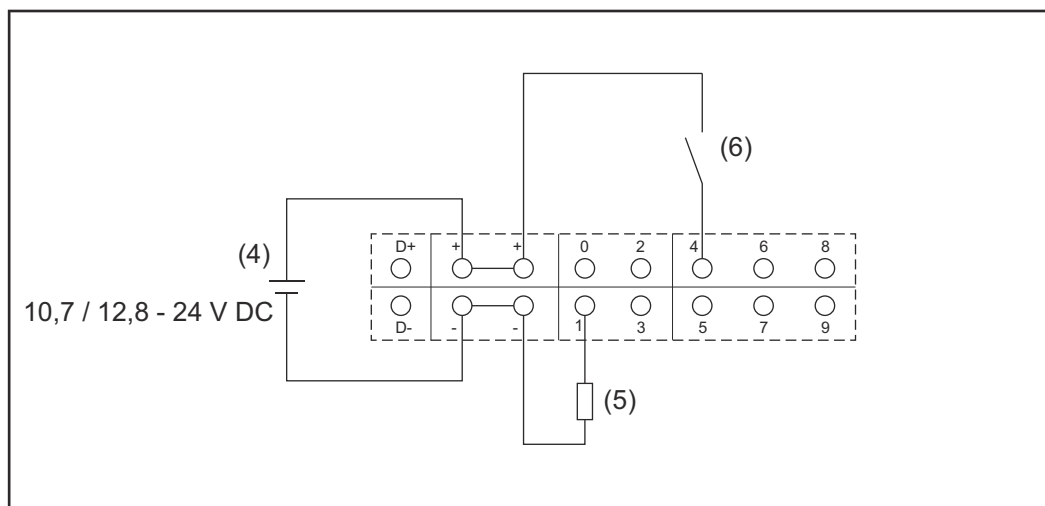 (6)
(4)
10,7 / 12,8 - 24 V DC
D+ + + 0 2 4 6 8
D- - - 1 3 5 7 9
(5)